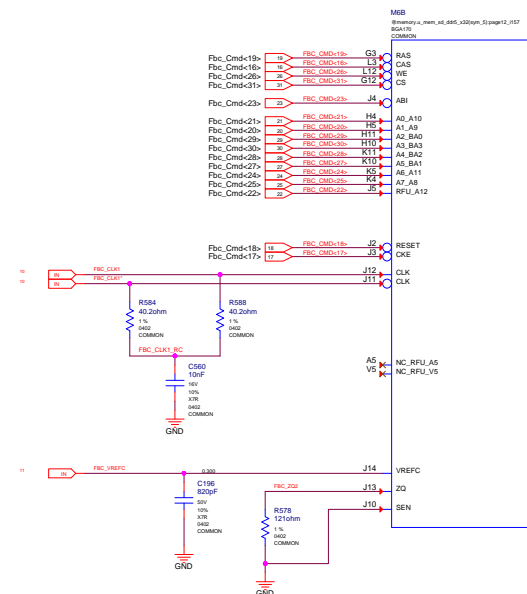 M6B
@memory.u_mem_sd_ddr5_x32(sym_5):page12_i157
BGA170
COMMON
Fbc_Cmd<19> 19 FBC_CMD<19> G3 RAS
Fbc_Cmd<16> 16 FBC_CMD<16> L3 CAS
Fbc_Cmd<26> 26 FBC_CMD<26> L12 WE
Fbc_Cmd<31> 31 FBC_CMD<31> G12 CS
Fbc_Cmd<23> 23 FBC_CMD<23> J4 ABI
Fbc_Cmd<21> 21 FBC_CMD<21> H4 A0_A10
Fbc_Cmd<20> 20 FBC_CMD<20> H5 A1_A9
Fbc_Cmd<29> 29 FBC_CMD<29> H11 A2_BA0
Fbc_Cmd<30> 30 FBC_CMD<30> H10 A3_BA3
Fbc_Cmd<28> 28 FBC_CMD<28> K11 A4_BA2
Fbc_Cmd<27> 27 FBC_CMD<27> K10 A5_BA1
Fbc_Cmd<24> 24 FBC_CMD<24> K5 A6_A11
Fbc_Cmd<25> 25 FBC_CMD<25> K4 A7_A8
Fbc_Cmd<22> 22 FBC_CMD<22> J5 RFU_A12
Fbc_Cmd<18> 18 FBC_CMD<18> J2 RESET
Fbc_Cmd<17> 17 FBC_CMD<17> J3 CKE
IN FBC_CLK1 J12 CLK
IN FBC_CLK1* J11 CLK
R584
40.2ohm
1 %
0402
COMMON
R588
40.2ohm
1 %
0402
COMMON
FBC_CLK1_RC
C560
10nF
16V
10%
X7R
0402
COMMON
GND
A5 NC_RFU_A5
V5 NC_RFU_V5
11 IN FBC_VREFC 0.300 J14 VREFC
C196
820pF
50V
10%
X7R
0402
COMMON
GND
FBC_ZQ2 J13 ZQ
J10 SEN
R578
121ohm
1 %
0402
COMMON
GND